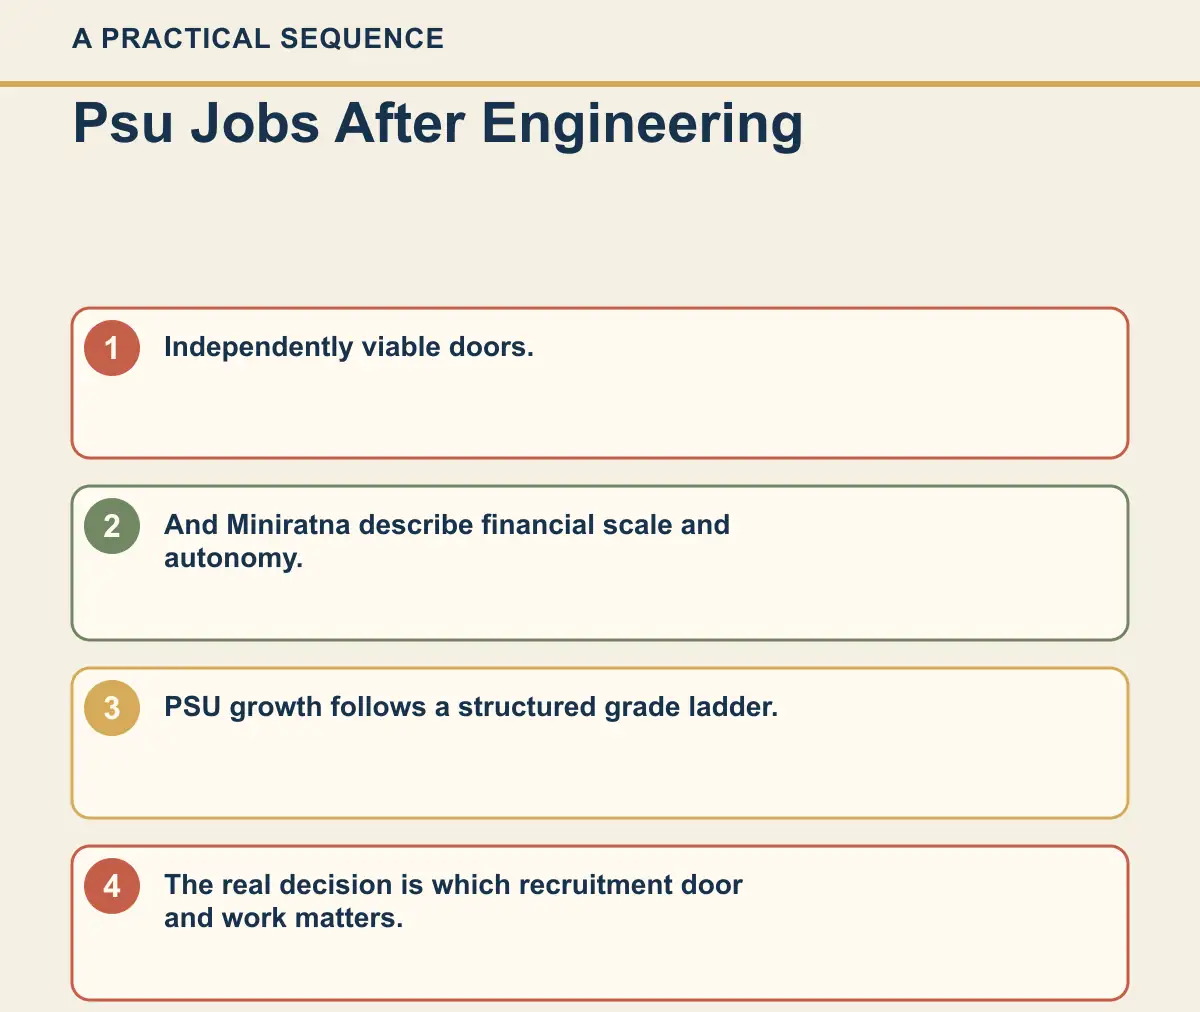 A PRACTICAL SEQUENCE
Psu Jobs After Engineering
1
Independently viable doors.
2
And Miniratna describe financial scale and
autonomy.
3
PSU growth follows a structured grade ladder.
4
The real decision is which recruitment door
and work matters.